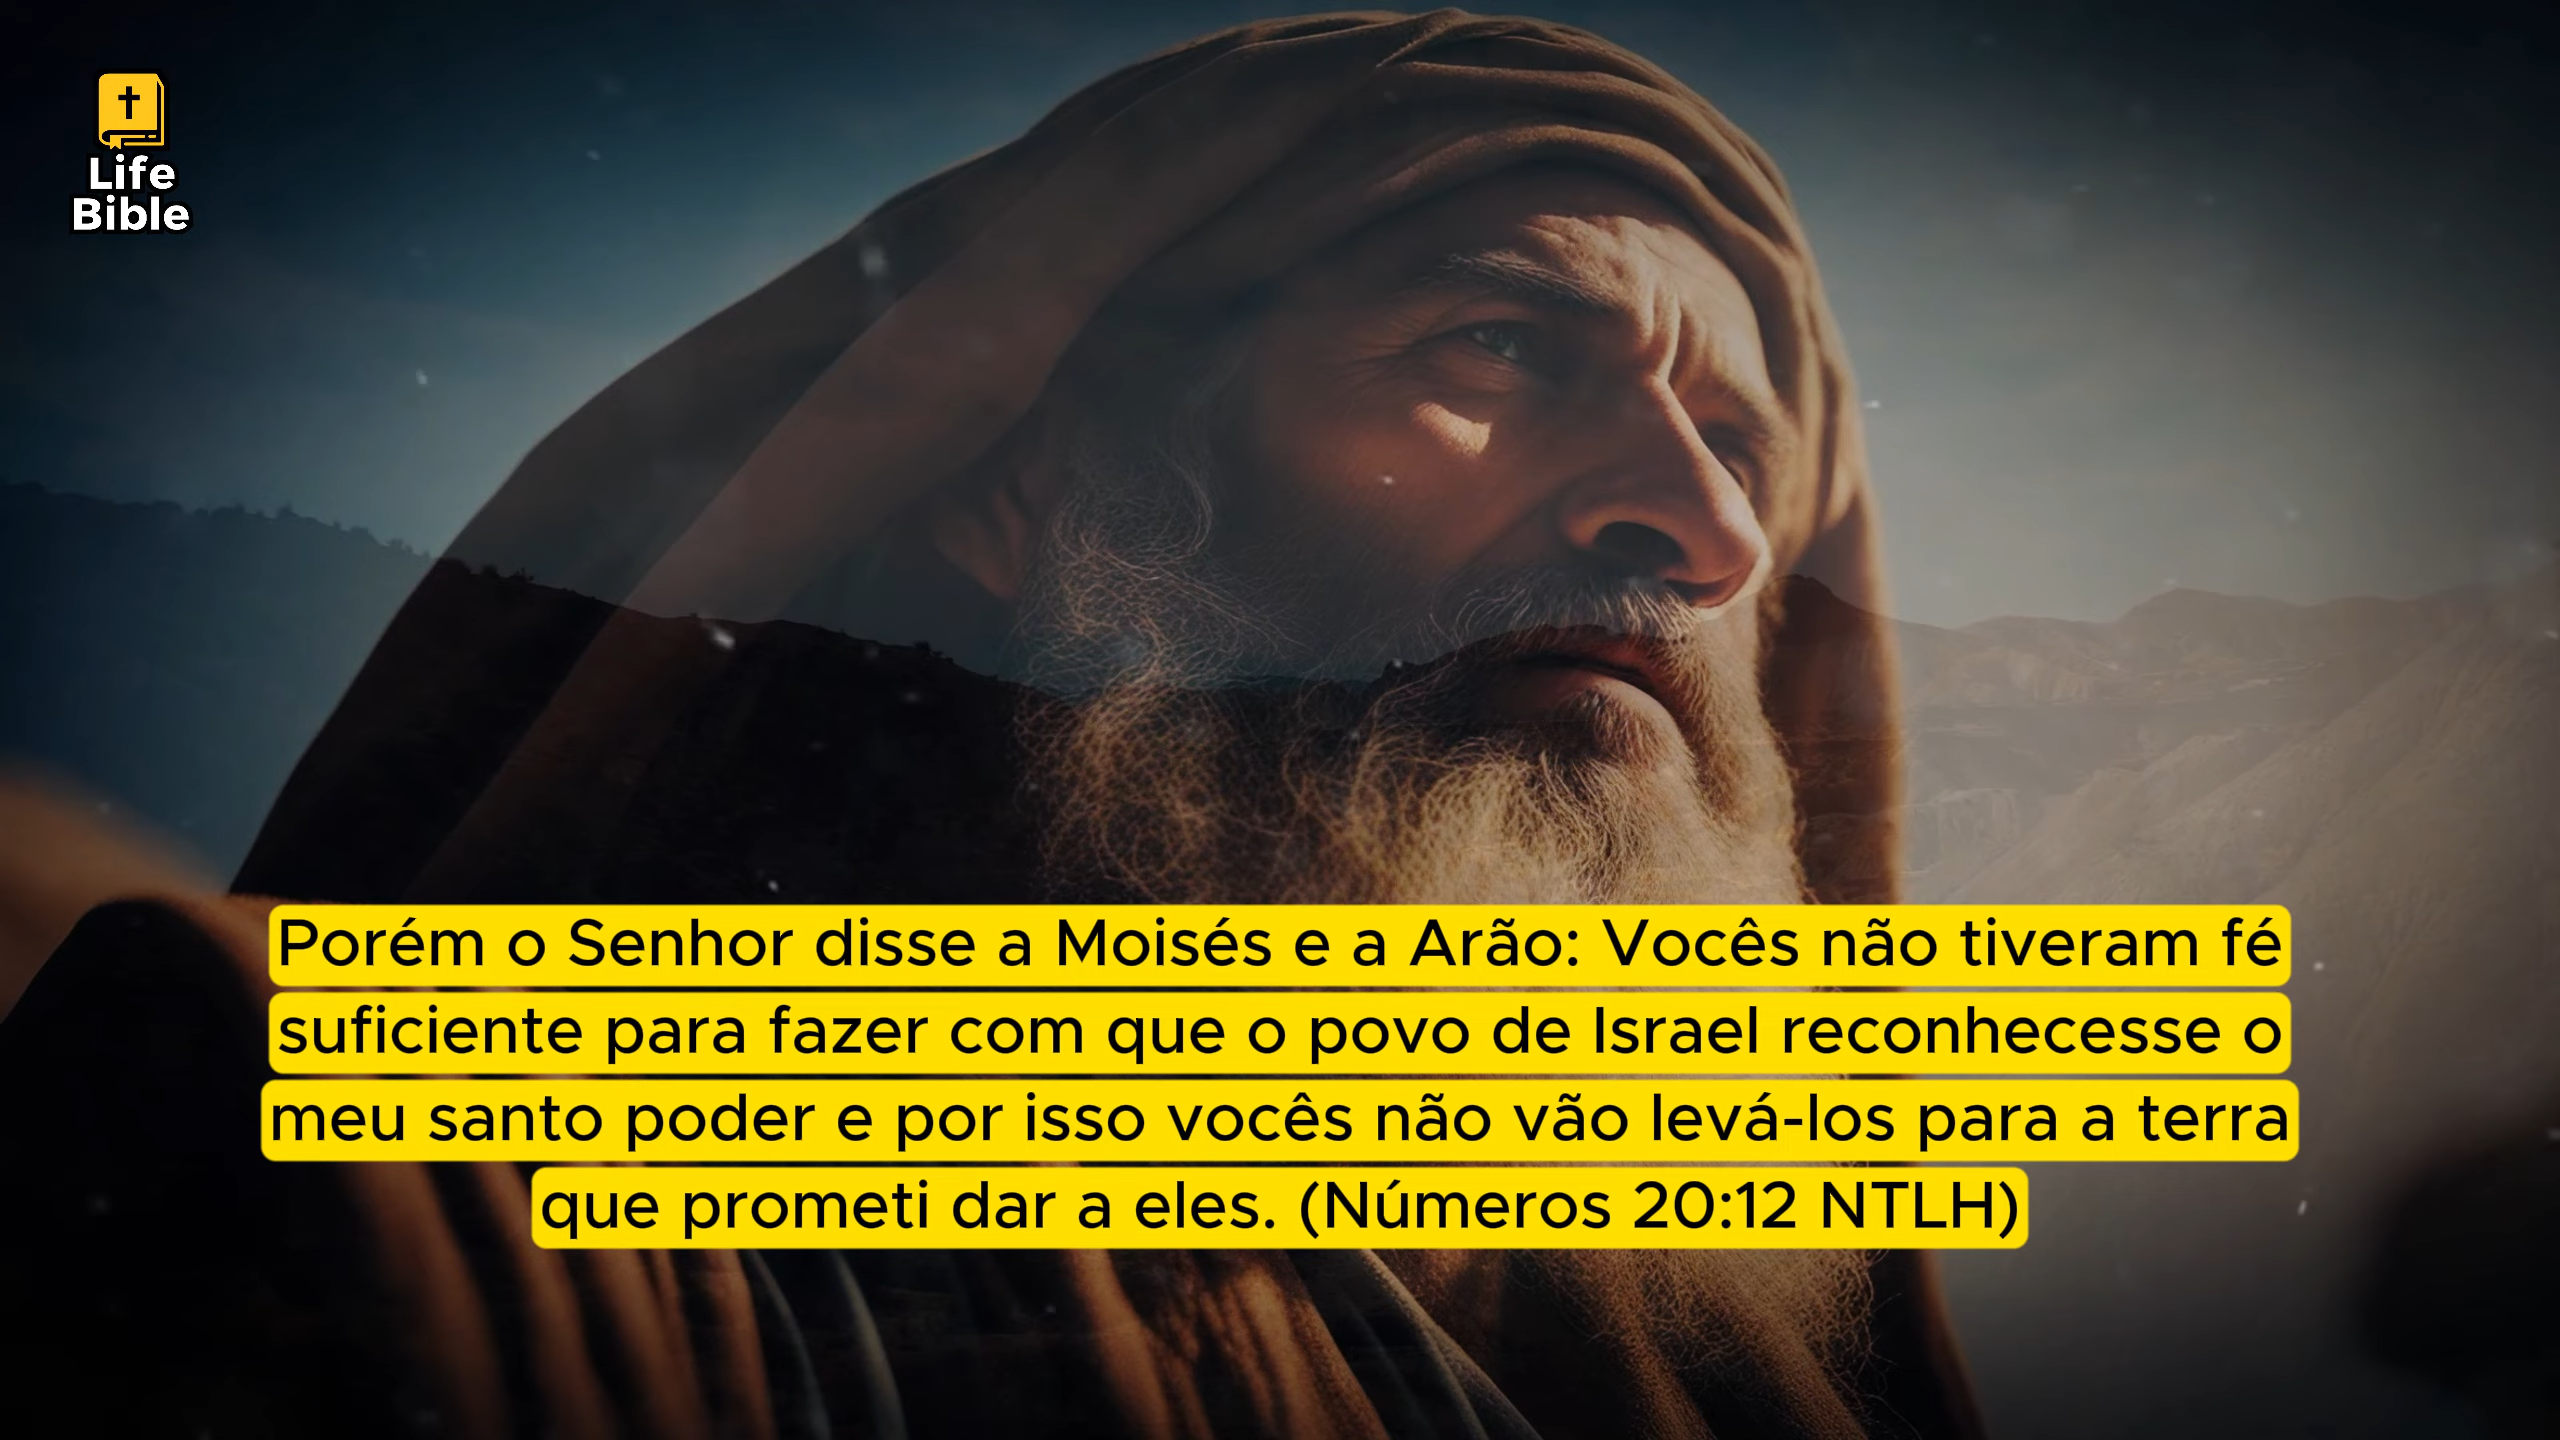 Life
Bible
Porém o Senhor disse a Moisés e a Arão: Vocês não tiveram fé
suficiente para fazer com que o povo de Israel reconhecesse o
meu santo poder e por isso vocês não vão levá-los para a terra
que prometi dar a eles. (Números 20:12 NTLH)